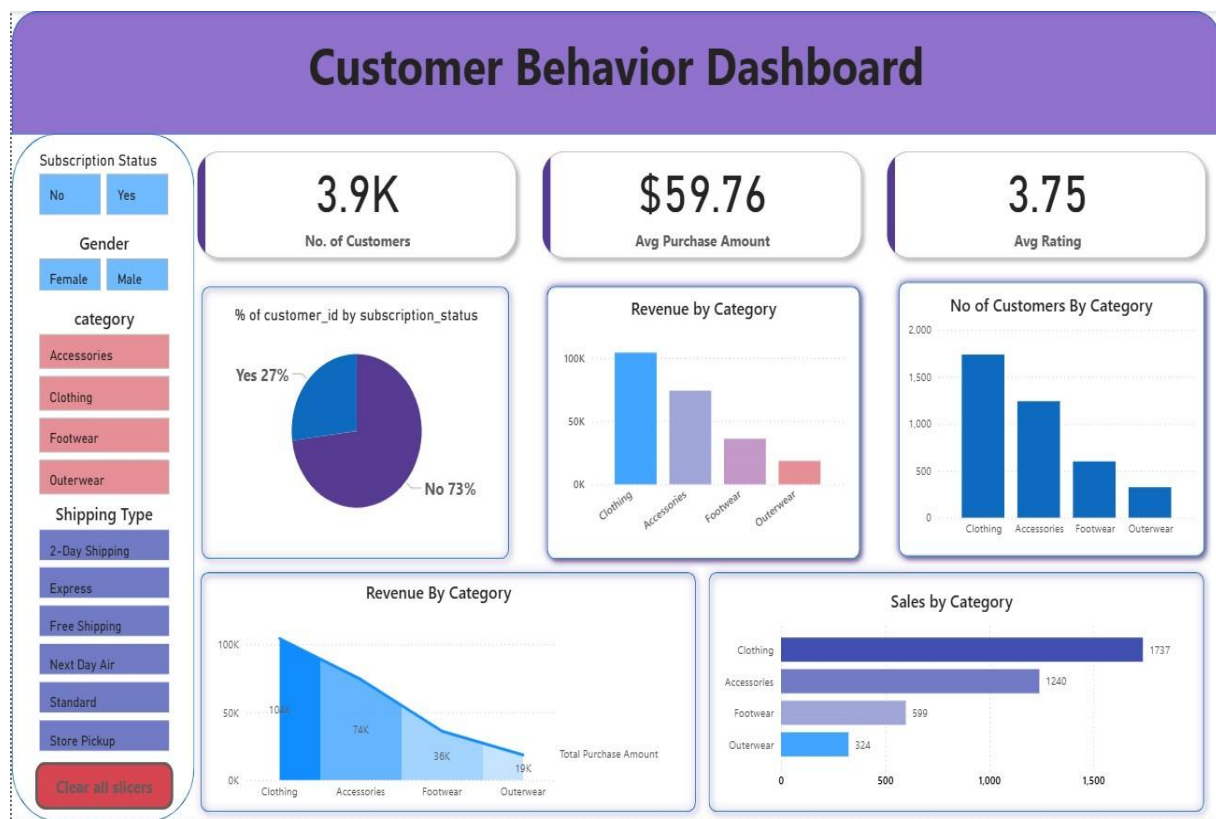 Customer Behavior Dashboard
Subscription Status
No Yes
Gender
Female Male
category
Accessories
Clothing
Footwear
Outerwear
Shipping Type
2-Day Shipping
Express
Free Shipping
Next Day Air
Standard
Store Pickup
Clear all slicers
3.9K
No. of Customers
$59.76
Avg Purchase Amount
3.75
Avg Rating
% of customer_id by subscription_status
Yes 27%
No 73%
Revenue by Category
100K
50K
0K
Clothing Accessories Footwear Outerwear
No of Customers By Category
2,000
1,500
1,000
500
0
Clothing Accessories Footwear Outerwear
Revenue By Category
100K
50K
0K
104K
74K
36K
19K
Total Purchase Amount
Clothing Accessories Footwear Outerwear
Sales by Category
Clothing 1737
Accessories 1240
Footwear 599
Outerwear 324
0 500 1,000 1,500